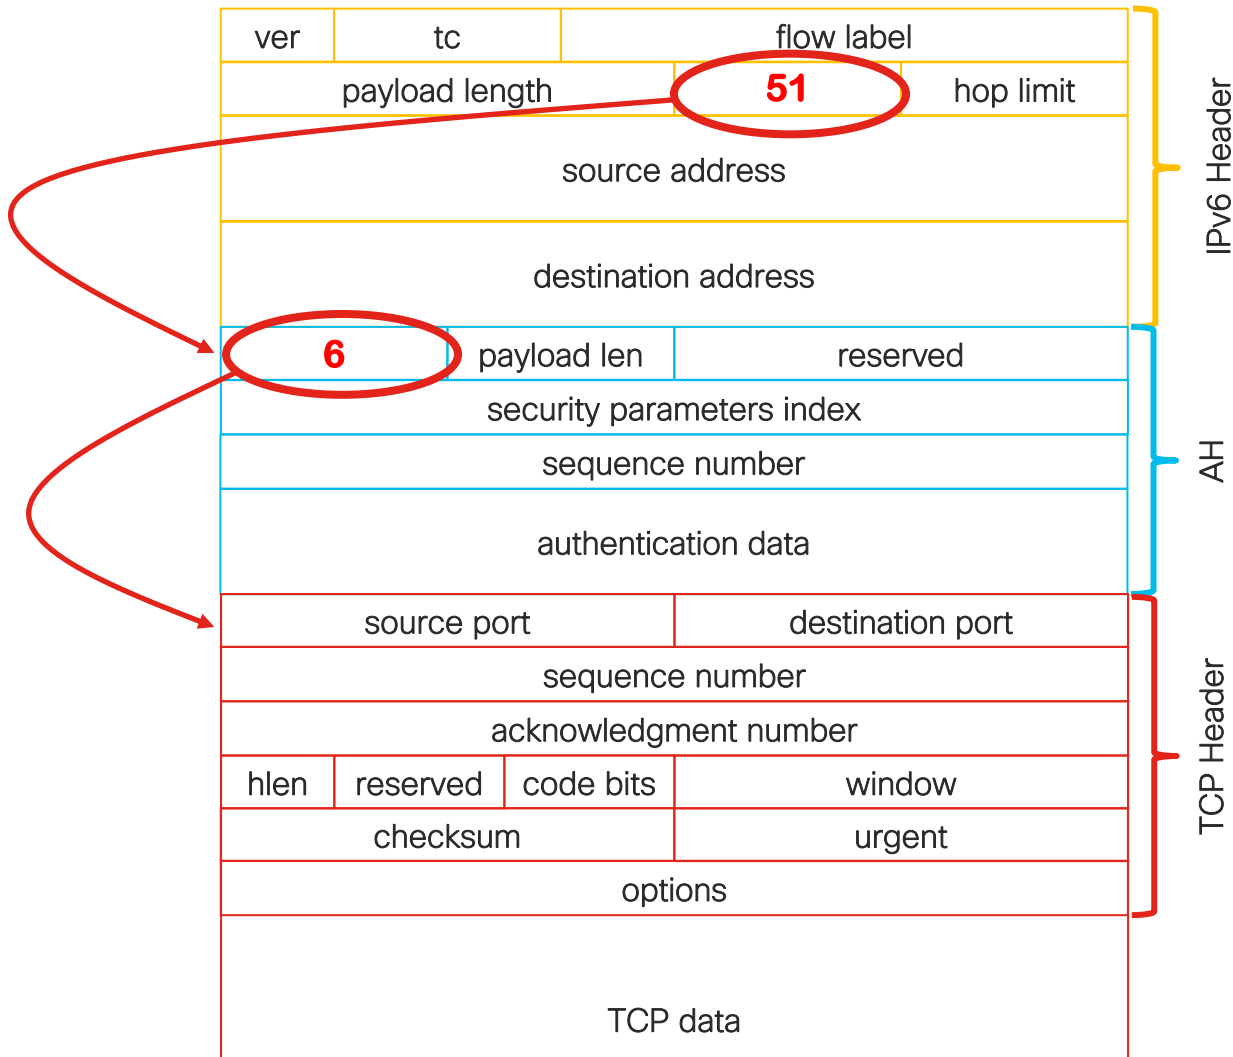 ver tc flow label
payload length 51 hop limit
source address
destination address
IPv6 Header
6 payload len reserved
security parameters index
sequence number
authentication data
AH
source port destination port
sequence number
acknowledgment number
hlen reserved code bits window
checksum urgent
options
TCP Header
TCP data